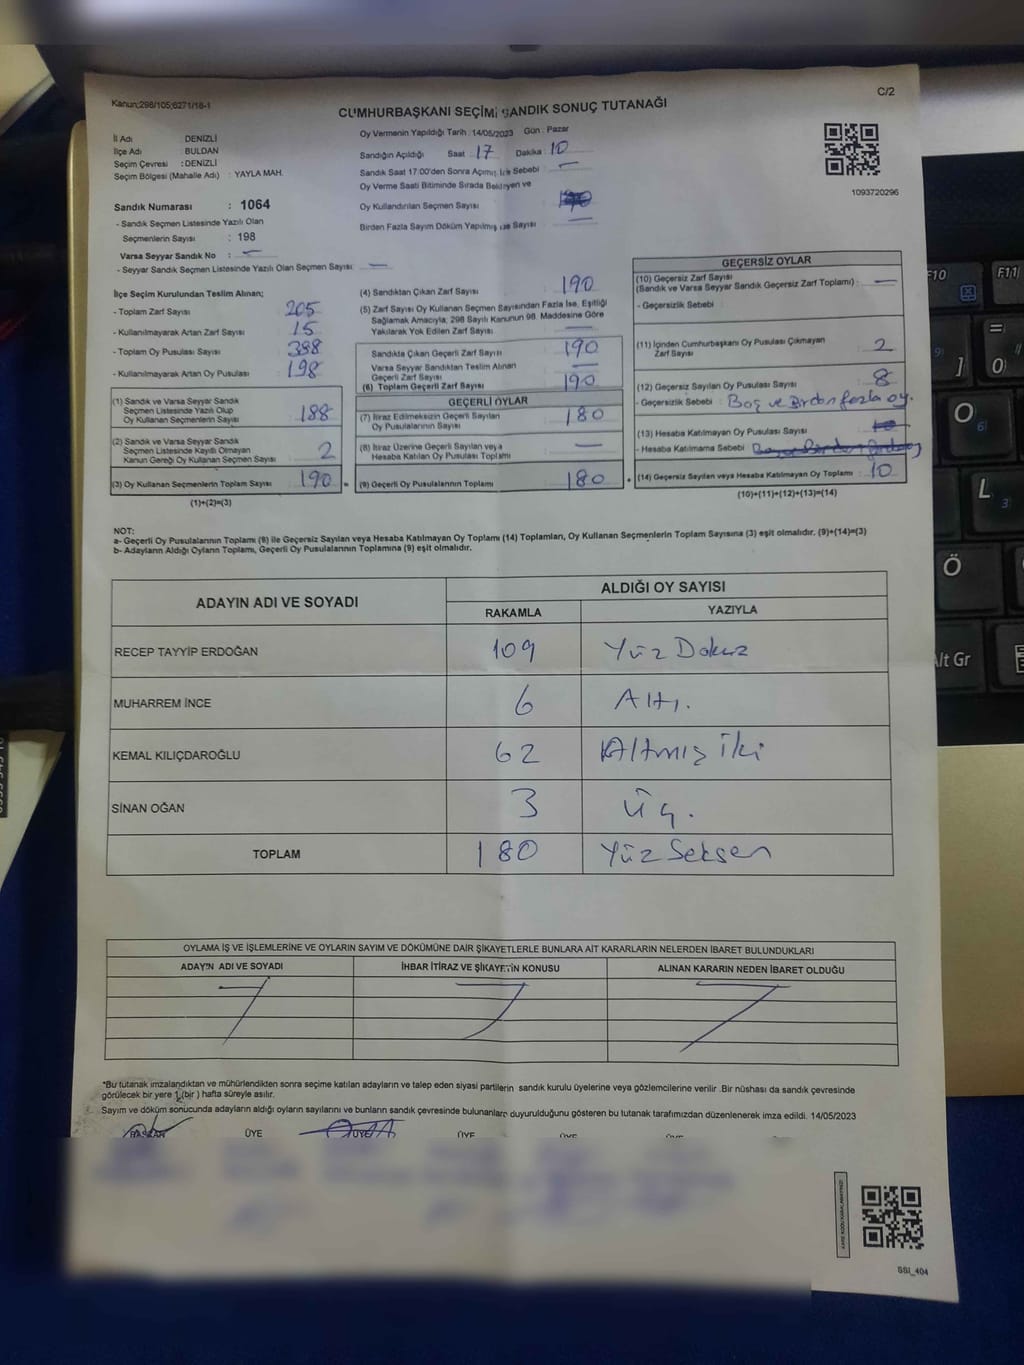 Kanun;298/105;6271/18-1
C/2
CUMHURBAŞKANI SEÇİMİ SANDIK SONUÇ TUTANAĞI
İl Adı DENİZLİ
İlçe Adı BULDAN
Seçim Çevresi : DENİZLİ
Seçim Bölgesi (Mahalle Adı) : YAYLA MAH.
Sandık Numarası : 1064
- Sandık Seçmen Listesinde Yazılı Olan
Seçmenlerin Sayısı : 198
Varsa Seyyar Sandık No : —
- Seyyar Sandık Seçmen Listesinde Yazılı Olan Seçmen Sayısı: —
Oy Vermenin Yapıldığı Tarih : 14/05/2023 Gün : Pazar
Sandığın Açıldığı Saat : 17 Dakika : 10
Sandık Saat 17:00'den Sonra Açılmış İse Sebebi : —
Oy Verme Saati Bitiminde Sırada Bekleyen ve
Oy Kullandırılan Seçmen Sayısı
Birden Fazla Sayım Döküm Yapılmış ise Sayısı : —
1093720296
İlçe Seçim Kurulundan Teslim Alınan;
- Toplam Zarf Sayısı 205
- Kullanılmayarak Artan Zarf Sayısı 15
- Toplam Oy Pusulası Sayısı 388
- Kullanılmayarak Artan Oy Pusulası 198
(1) Sandık ve Varsa Seyyar Sandık
Seçmen Listesinde Yazılı Olup
Oy Kullanan Seçmenlerin Sayısı : 188
(2) Sandık ve Varsa Seyyar Sandık
Seçmen Listesinde Kayıtlı Olmayan
Kanun Gereği Oy Kullanan Seçmen Sayısı : 2
(3) Oy Kullanan Seçmenlerin Toplam Sayısı : 190 =
(1)+(2)=(3)
(4) Sandıktan Çıkan Zarf Sayısı : 190
(5) Zarf Sayısı Oy Kullanan Seçmen Sayısından Fazla İse, Eşitliği
Sağlamak Amacıyla; 298 Sayılı Kanunun 98. Maddesine Göre
Yakılarak Yok Edilen Zarf Sayısı : —
Sandıkta Çıkan Geçerli Zarf Sayısı : 190
Varsa Seyyar Sandıktan Teslim Alınan
Geçerli Zarf Sayısı : —
(6) Toplam Geçerli Zarf Sayısı : 190
GEÇERLİ OYLAR
(7) İtiraz Edilmeksizin Geçerli Sayılan
Oy Pusulalarının Sayısı : 180
(8) İtiraz Üzerine Geçerli Sayılan veya
Hesaba Katılan Oy Pusulası Toplamı : —
(9) Geçerli Oy Pusulalarının Toplamı : 180 +
GEÇERSİZ OYLAR
(10) Geçersiz Zarf Sayısı
(Sandık ve Varsa Seyyar Sandık Geçersiz Zarf Toplamı) : —
- Geçersizlik Sebebi :
(11) İçinden Cumhurbaşkanı Oy Pusulası Çıkmayan
Zarf Sayısı : 2
(12) Geçersiz Sayılan Oy Pusulası Sayısı : 8
- Geçersizlik Sebebi : Boş ve Birden fazla oy.
(13) Hesaba Katılmayan Oy Pusulası Sayısı :
- Hesaba Katılmama Sebebi :
(14) Geçersiz Sayılan veya Hesaba Katılmayan Oy Toplamı : 10
(10)+(11)+(12)+(13)=(14)
NOT:
a- Geçerli Oy Pusulalarının Toplamı (9) ile Geçersiz Sayılan veya Hesaba Katılmayan Oy Toplamı (14) Toplamları, Oy Kullanan Seçmenlerin Toplam Sayısına (3) eşit olmalıdır. (9)+(14)=(3)
b- Adayların Aldığı Oyların Toplamı, Geçerli Oy Pusulalarının Toplamına (9) eşit olmalıdır.
ADAYIN ADI VE SOYADI ALDIĞI OY SAYISI
RAKAMLA YAZIYLA
RECEP TAYYİP ERDOĞAN 109 Yüz Dokuz
MUHARREM İNCE 6 Altı.
KEMAL KILIÇDAROĞLU 62 Altmış İki
SİNAN OĞAN 3 Üç.
TOPLAM 180 Yüz Seksen
OYLAMA İŞ VE İŞLEMLERİNE VE OYLARIN SAYIM VE DÖKÜMÜNE DAİR ŞİKAYETLERLE BUNLARA AİT KARARLARIN NELERDEN İBARET BULUNDUKLARI
ADAYIN ADI VE SOYADI İHBAR İTİRAZ VE ŞİKAYETİN KONUSU ALINAN KARARIN NEDEN İBARET OLDUĞU
*Bu tutanak imzalandıktan ve mühürlendikten sonra seçime katılan adayların ve talep eden siyasi partilerin sandık kurulu üyelerine veya gözlemcilerine verilir .Bir nüshası da sandık çevresinde
görülecek bir yere 1 (bir ) hafta süreyle asılır.
Sayım ve döküm sonucunda adayların aldığı oyların sayılarını ve bunların sandık çevresinde bulunanlara duyurulduğunu gösteren bu tutanak tarafımızdan düzenlenerek imza edildi. 14/05/2023
BAŞKAN ÜYE ÜYE ÜYE ÜYE ÜYE
SSI_404
F10 F11
Alt Gr
O
L
Ö